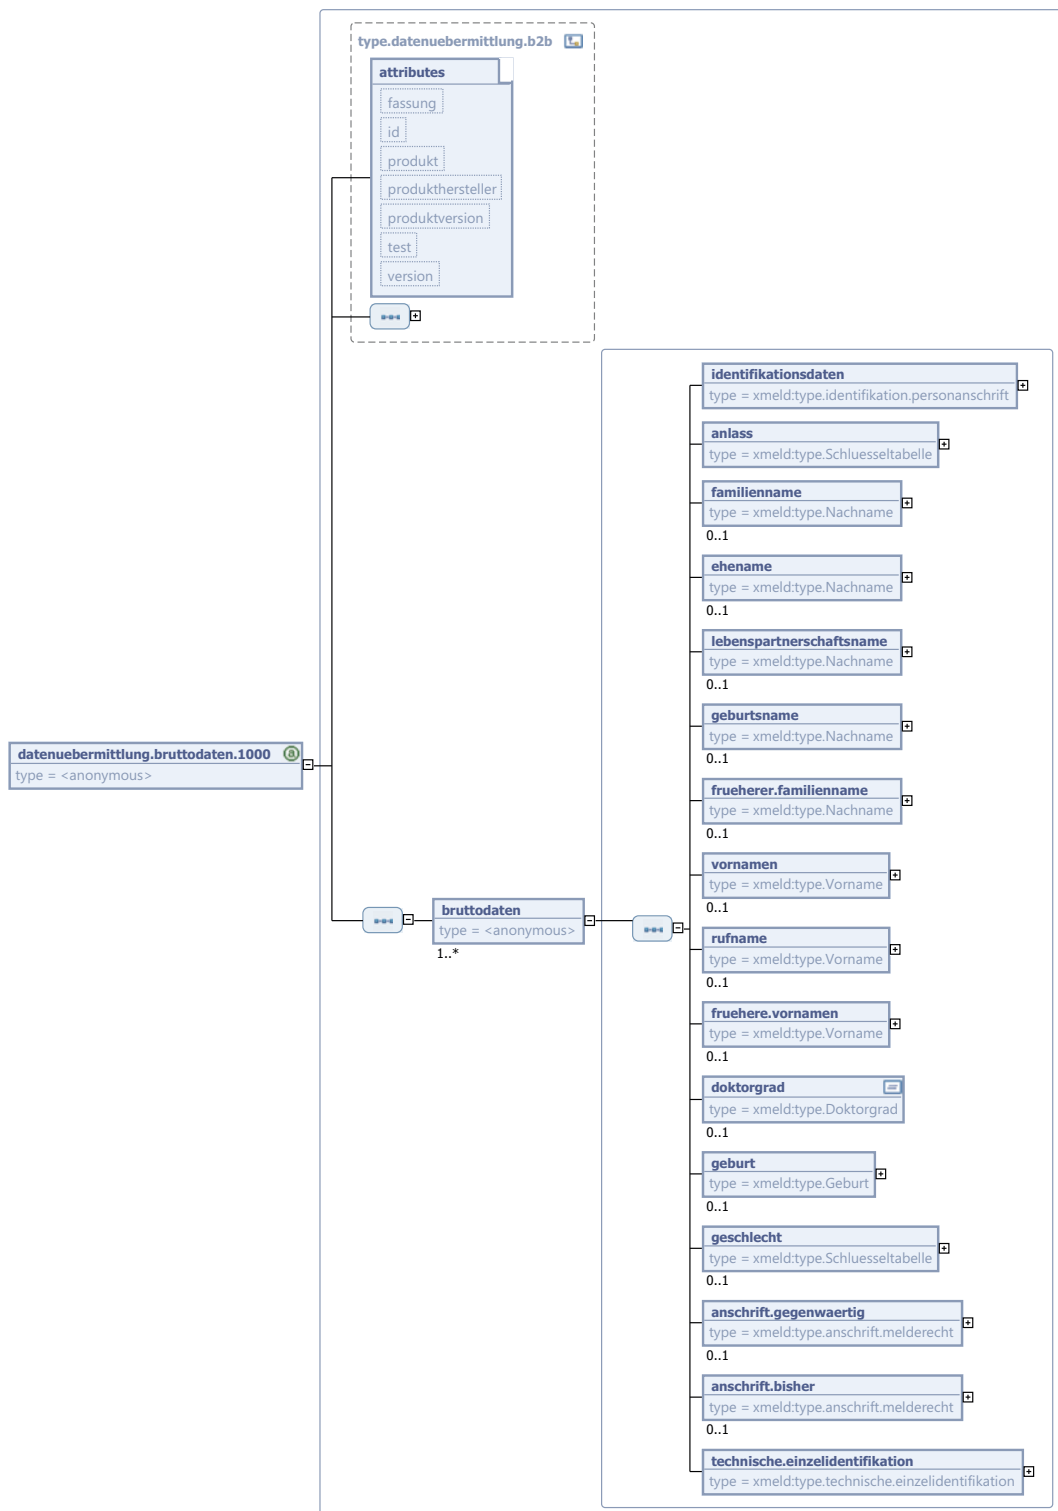 type.datenuebermittlung.b2b
attributes
fassung
id
produkt
produkthersteller
produktversion
test
version
datenuebermittlung.bruttodaten.1000
type = <anonymous>
bruttodaten
type = <anonymous>
1..*
identifikationsdaten
type = xmeld:type.identifikation.personanschrift
anlass
type = xmeld:type.Schluesseltabelle
familienname
type = xmeld:type.Nachname
0..1
ehename
type = xmeld:type.Nachname
0..1
lebenspartnerschaftsname
type = xmeld:type.Nachname
0..1
geburtsname
type = xmeld:type.Nachname
0..1
frueherer.familienname
type = xmeld:type.Nachname
0..1
vornamen
type = xmeld:type.Vorname
0..1
rufname
type = xmeld:type.Vorname
0..1
fruehere.vornamen
type = xmeld:type.Vorname
0..1
doktorgrad
type = xmeld:type.Doktorgrad
0..1
geburt
type = xmeld:type.Geburt
0..1
geschlecht
type = xmeld:type.Schluesseltabelle
0..1
anschrift.gegenwaertig
type = xmeld:type.anschrift.melderecht
0..1
anschrift.bisher
type = xmeld:type.anschrift.melderecht
0..1
technische.einzelidentifikation
type = xmeld:type.technische.einzelidentifikation